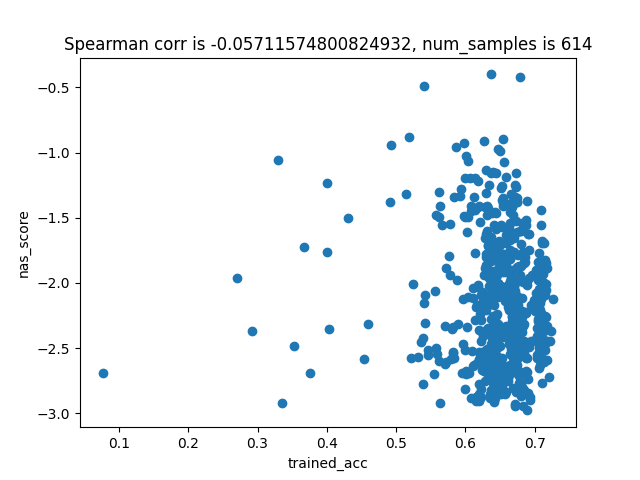 Spearman corr is -0.05711574800824932, num_samples is 614
−0.5
−1.0
−1.5
−2.0
−2.5
−3.0
nas_score
0.1 0.2 0.3 0.4 0.5 0.6 0.7
trained_acc